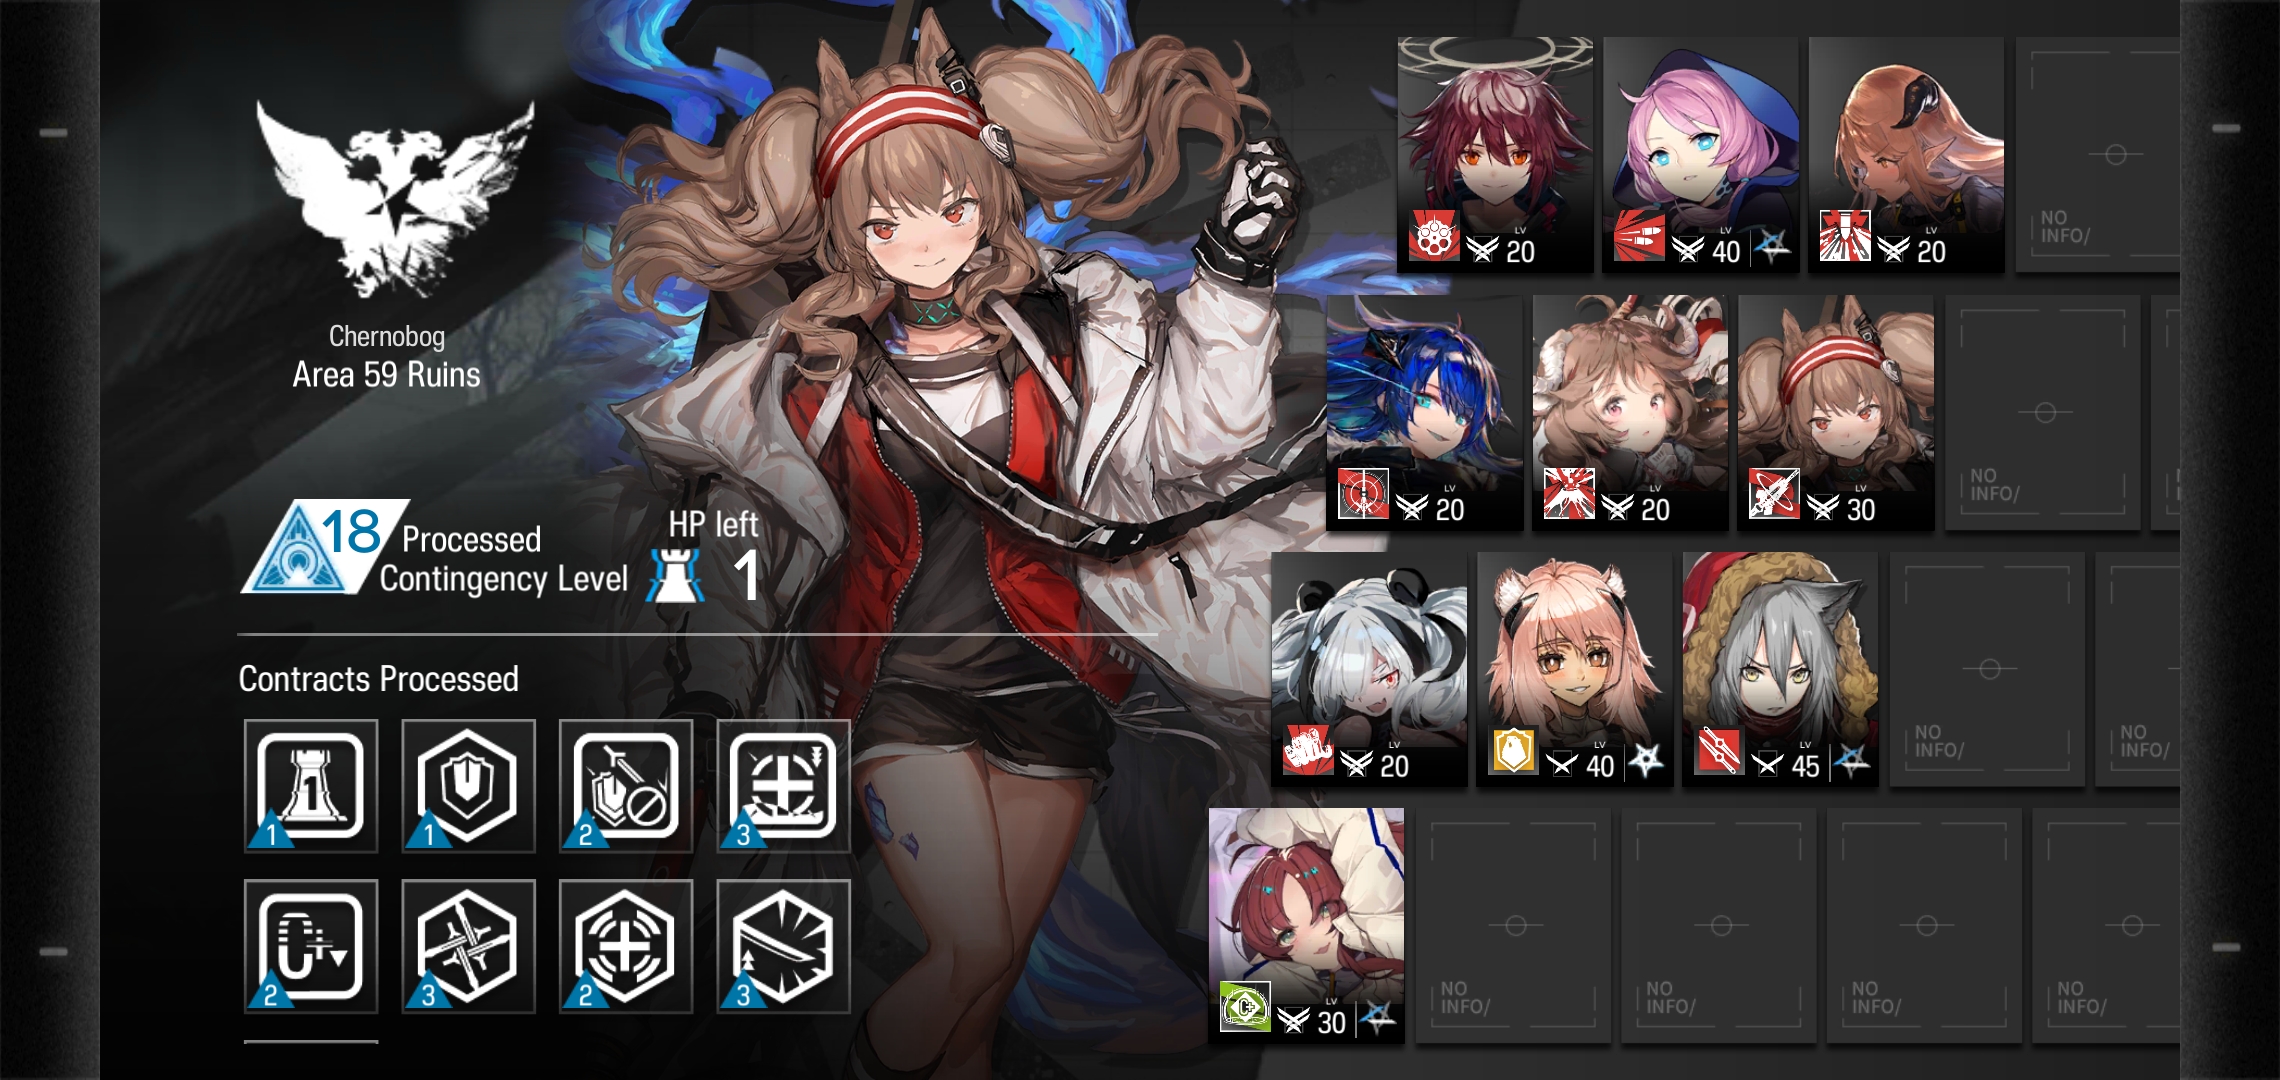 Chernobog
Area 59 Ruins
18
Processed
Contingency Level
HP left
1
Contracts Processed
1
1
1
2
3
2
3
2
3
LV
20
LV
40
LV
20
NO
INFO/
LV
20
LV
20
LV
30
NO
INFO/
LV
20
LV
40
LV
45
NO
INFO/
NO
INFO/
LV
30
NO
INFO/
NO
INFO/
NO
INFO/
NO
INFO/